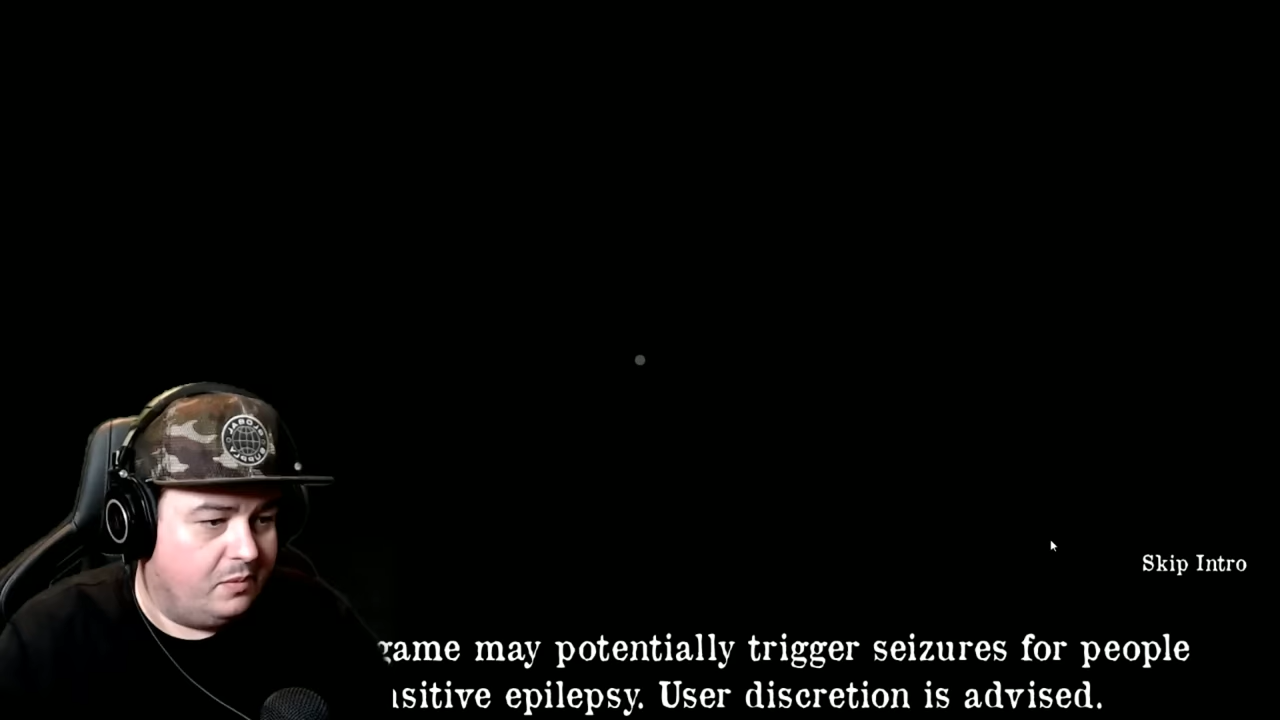 Skip Intro
game may potentially trigger seizures for people
sitive epilepsy. User discretion is advised.